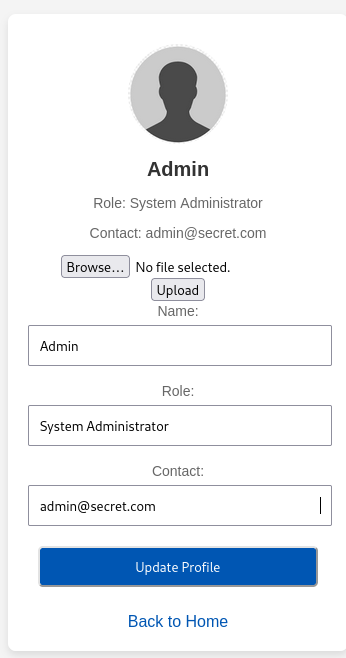 Admin
Role: System Administrator
Contact: admin@secret.com
Browse... No file selected.
Upload
Name:
Admin
Role:
System Administrator
Contact:
admin@secret.com
Update Profile
Back to Home